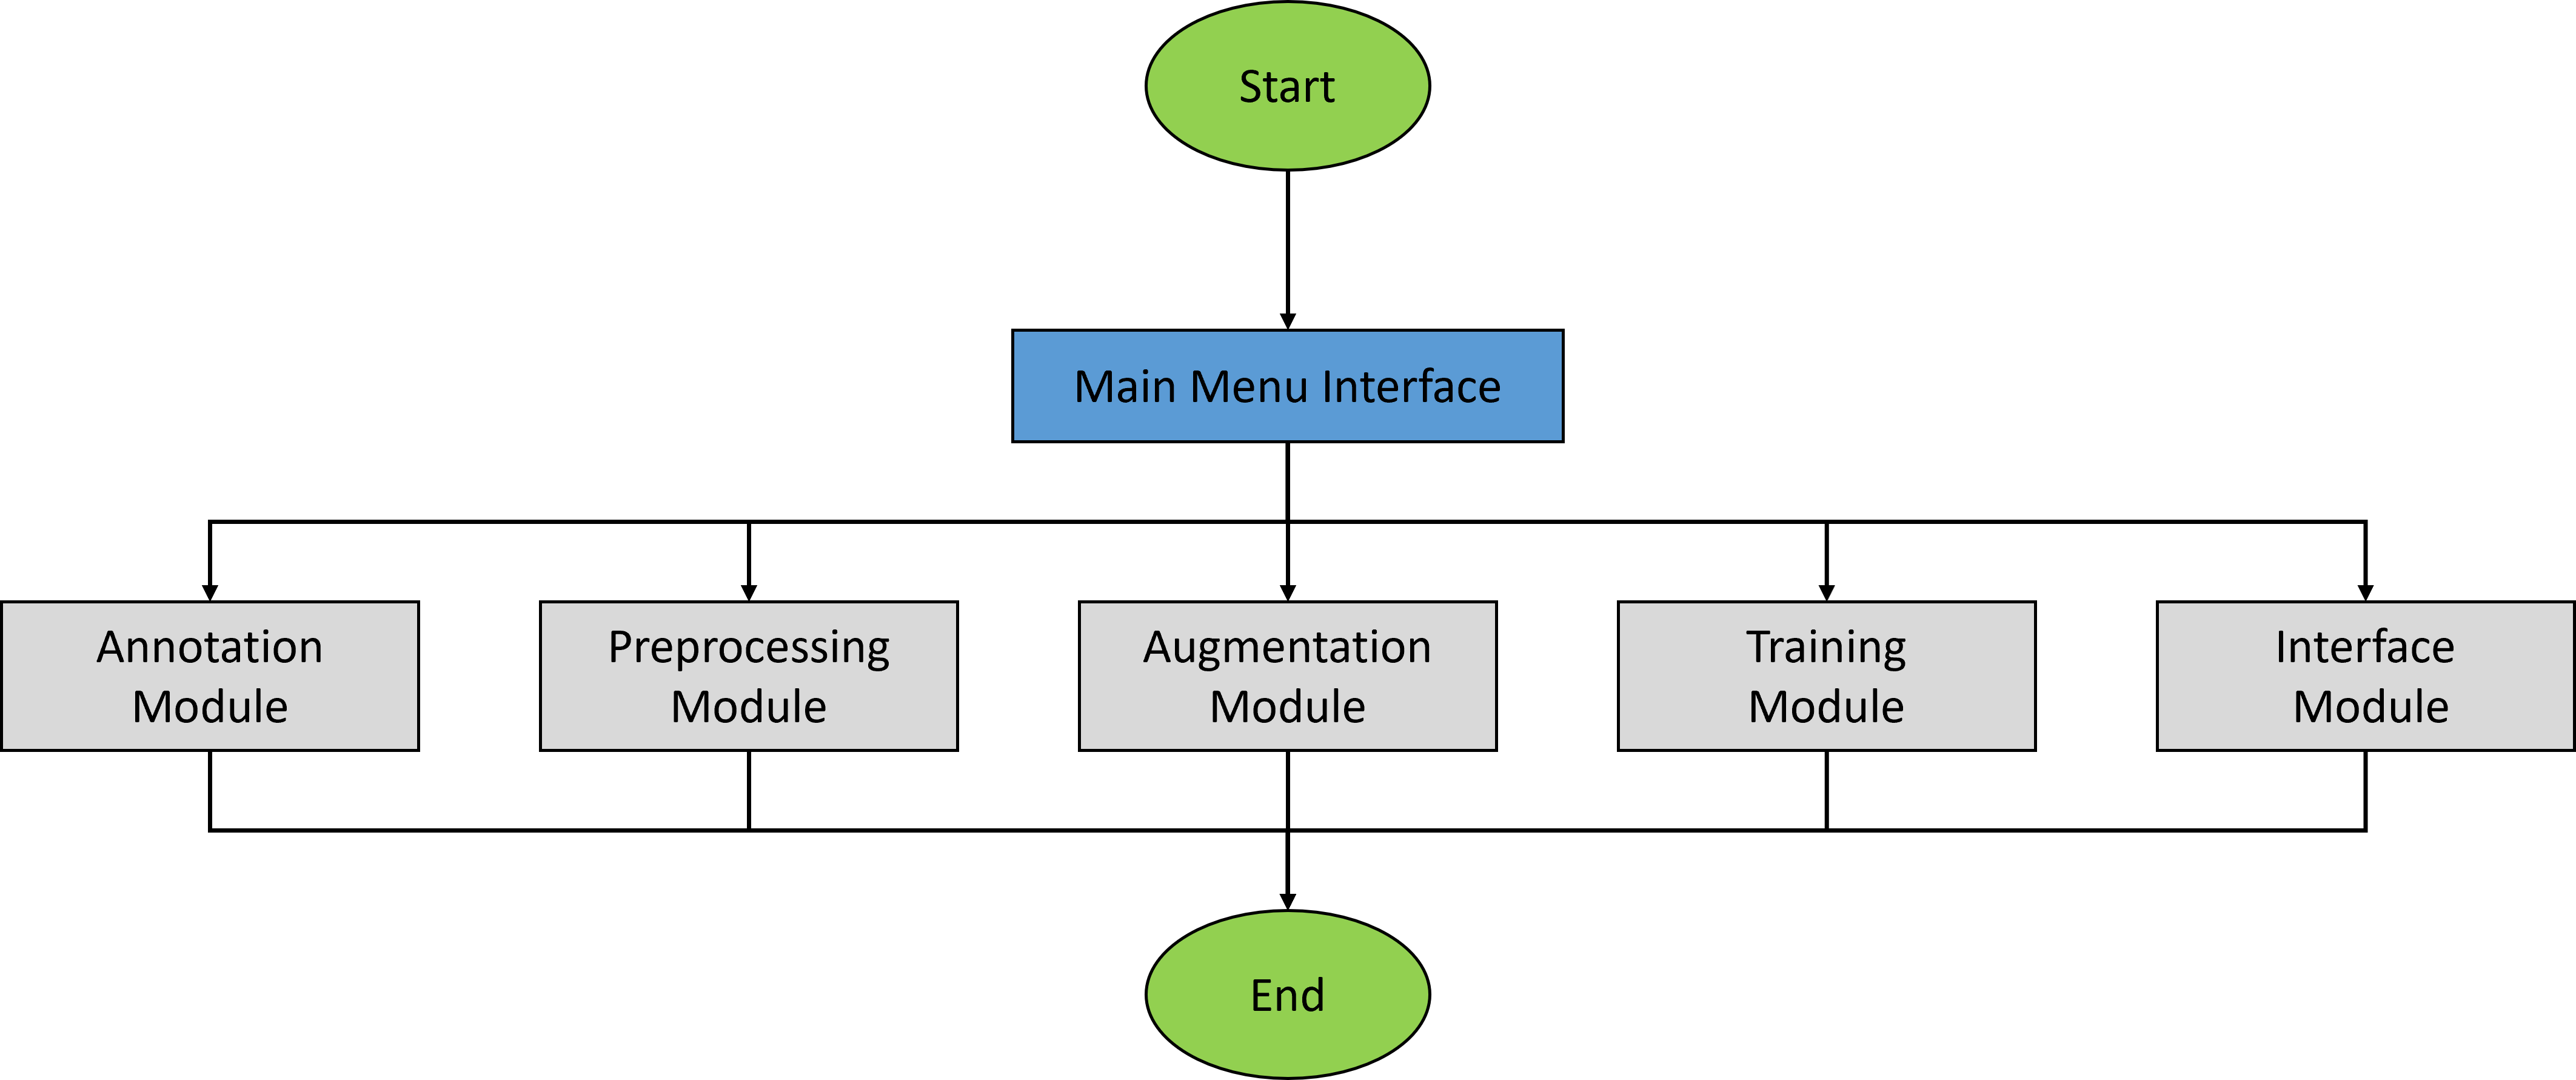 Start
Main Menu Interface
Annotation
Module
Preprocessing
Module
Augmentation
Module
Training
Module
Interface
Module
End